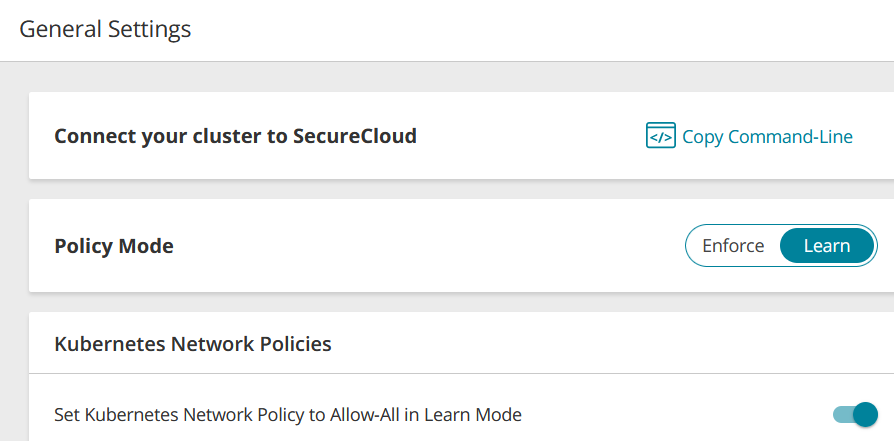 General Settings
Connect your cluster to SecureCloud
</> Copy Command-Line
Policy Mode
Enforce Learn
Kubernetes Network Policies
Set Kubernetes Network Policy to Allow-All in Learn Mode